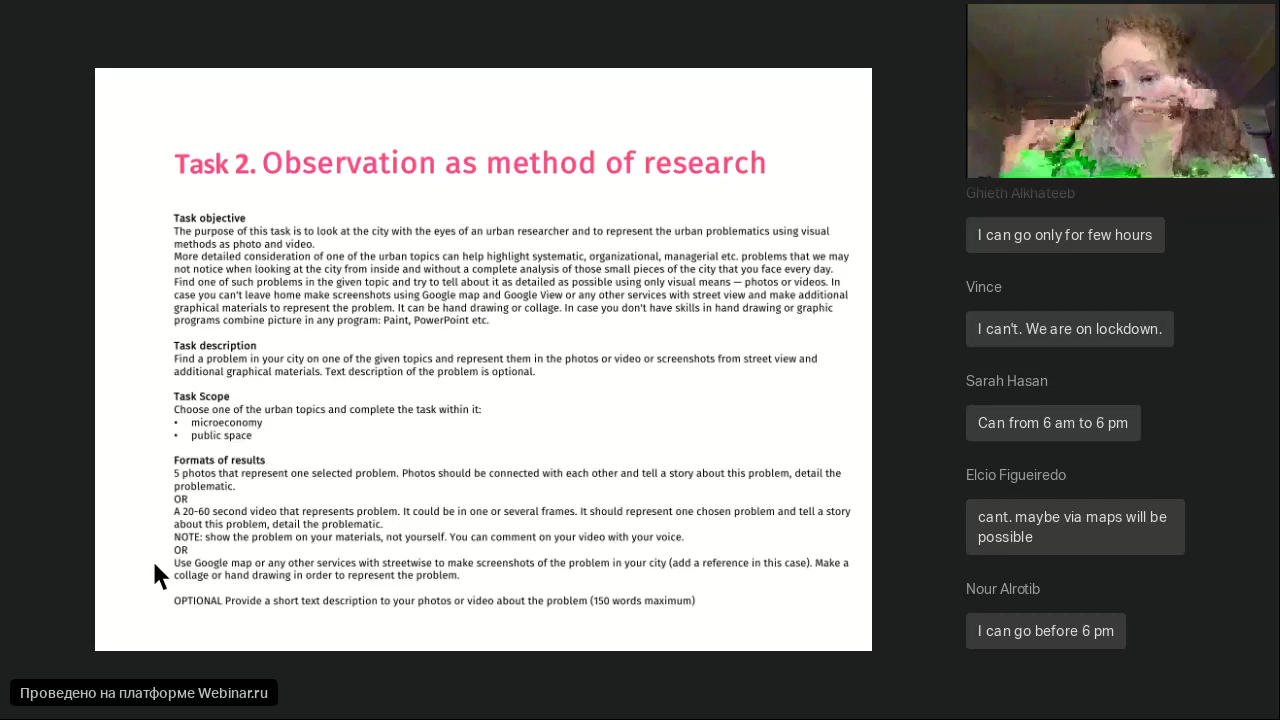 Task 2. Observation as method of research
Task objective
The purpose of this task is to look at the city with the eyes of an urban researcher and to represent the urban problematics using visual
methods as photo and video.
More detailed consideration of one of the urban topics can help highlight systematic, organizational, managerial etc. problems that we may
not notice when looking at the city from inside and without a complete analysis of those small pieces of the city that you face every day.
Find one of such problems in the given topic and try to tell about it as detailed as possible using only visual means — photos or videos. In
case you can't leave home make screenshots using Google map and Google View or any other services with street view and make additional
graphical materials to represent the problem. It can be hand drawing or collage. In case you don't have skills in hand drawing or graphic
programs combine picture in any program: Paint, PowerPoint etc.
Task description
Find a problem in your city on one of the given topics and represent them in the photos or video or screenshots from street view and
additional graphical materials. Text description of the problem is optional.
Task Scope
Choose one of the urban topics and complete the task within it:
• microeconomy
• public space
Formats of results
5 photos that represent one selected problem. Photos should be connected with each other and tell a story about this problem, detail the
problematic.
OR
A 20-60 second video that represents problem. It could be in one or several frames. It should represent one chosen problem and tell a story
about this problem, detail the problematic.
NOTE: show the problem on your materials, not yourself. You can comment on your video with your voice.
OR
Use Google map or any other services with streetwise to make screenshots of the problem in your city (add a reference in this case). Make a
collage or hand drawing in order to represent the problem.
OPTIONAL Provide a short text description to your photos or video about the problem (150 words maximum)
Ghieth Alkhateeb
I can go only for few hours
Vince
I can't. We are on lockdown.
Sarah Hasan
Can from 6 am to 6 pm
Elcio Figueiredo
cant. maybe via maps will be
possible
Nour Alrotib
I can go before 6 pm
Проведено на платформе Webinar.ru